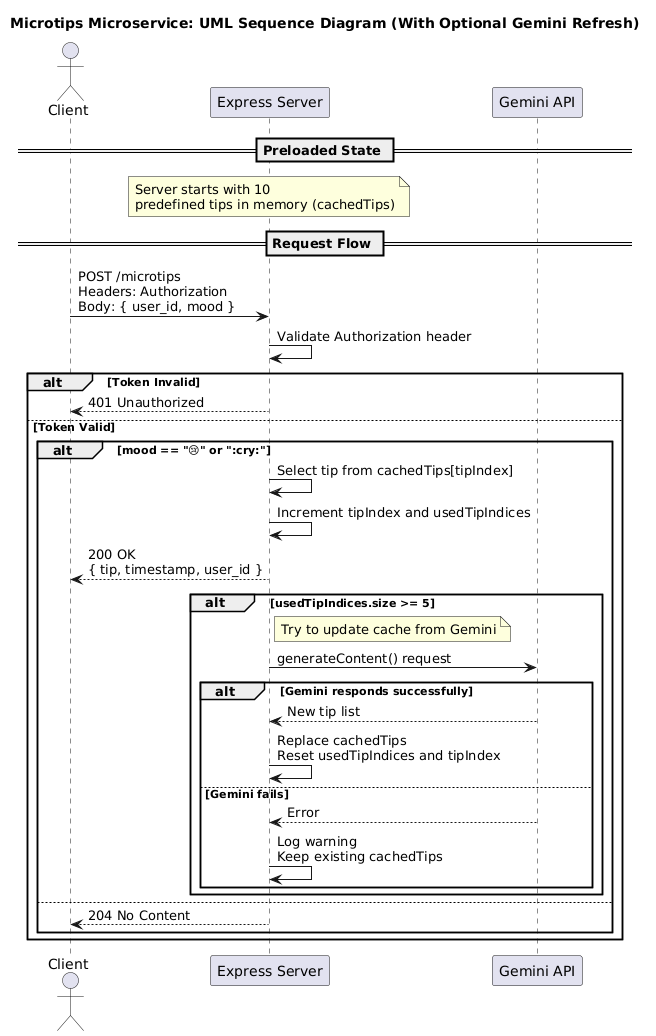 Microtips Microservice: UML Sequence Diagram (With Optional Gemini Refresh)
Client
Express Server
Gemini API
Preloaded State
Server starts with 10
predefined tips in memory (cachedTips)
Request Flow
POST /microtips
Headers: Authorization
Body: { user_id, mood }
Validate Authorization header
alt
[Token Invalid]
401 Unauthorized
[Token Valid]
alt
[mood == "😢" or ":cry:"]
Select tip from cachedTips[tipIndex]
Increment tipIndex and usedTipIndices
200 OK
{ tip, timestamp, user_id }
alt
[usedTipIndices.size >= 5]
Try to update cache from Gemini
generateContent() request
alt
[Gemini responds successfully]
New tip list
Replace cachedTips
Reset usedTipIndices and tipIndex
[Gemini fails]
Error
Log warning
Keep existing cachedTips
204 No Content
Client
Express Server
Gemini API